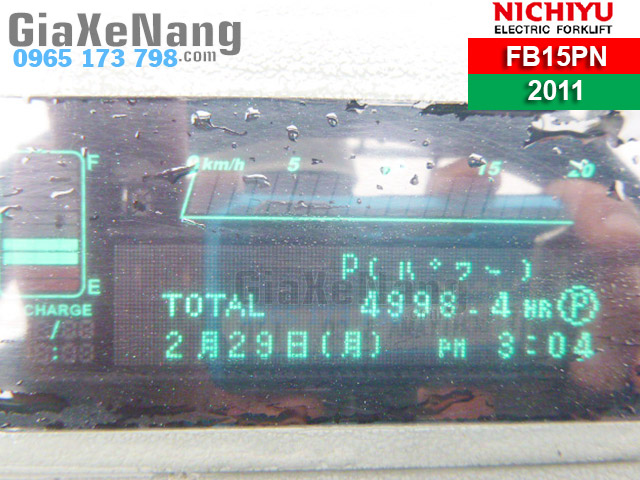 GiaXeNang
0965 173 798 .com
NICHIYU
ELECTRIC FORKLIFT
FB15PN
2011
F
E
CHARGE
km/h 5 15 20
P(ﾊﾟﾜｰ)
GiaXeNang
TOTAL 4998.4 HR P
2月29日(月) PM 3:04